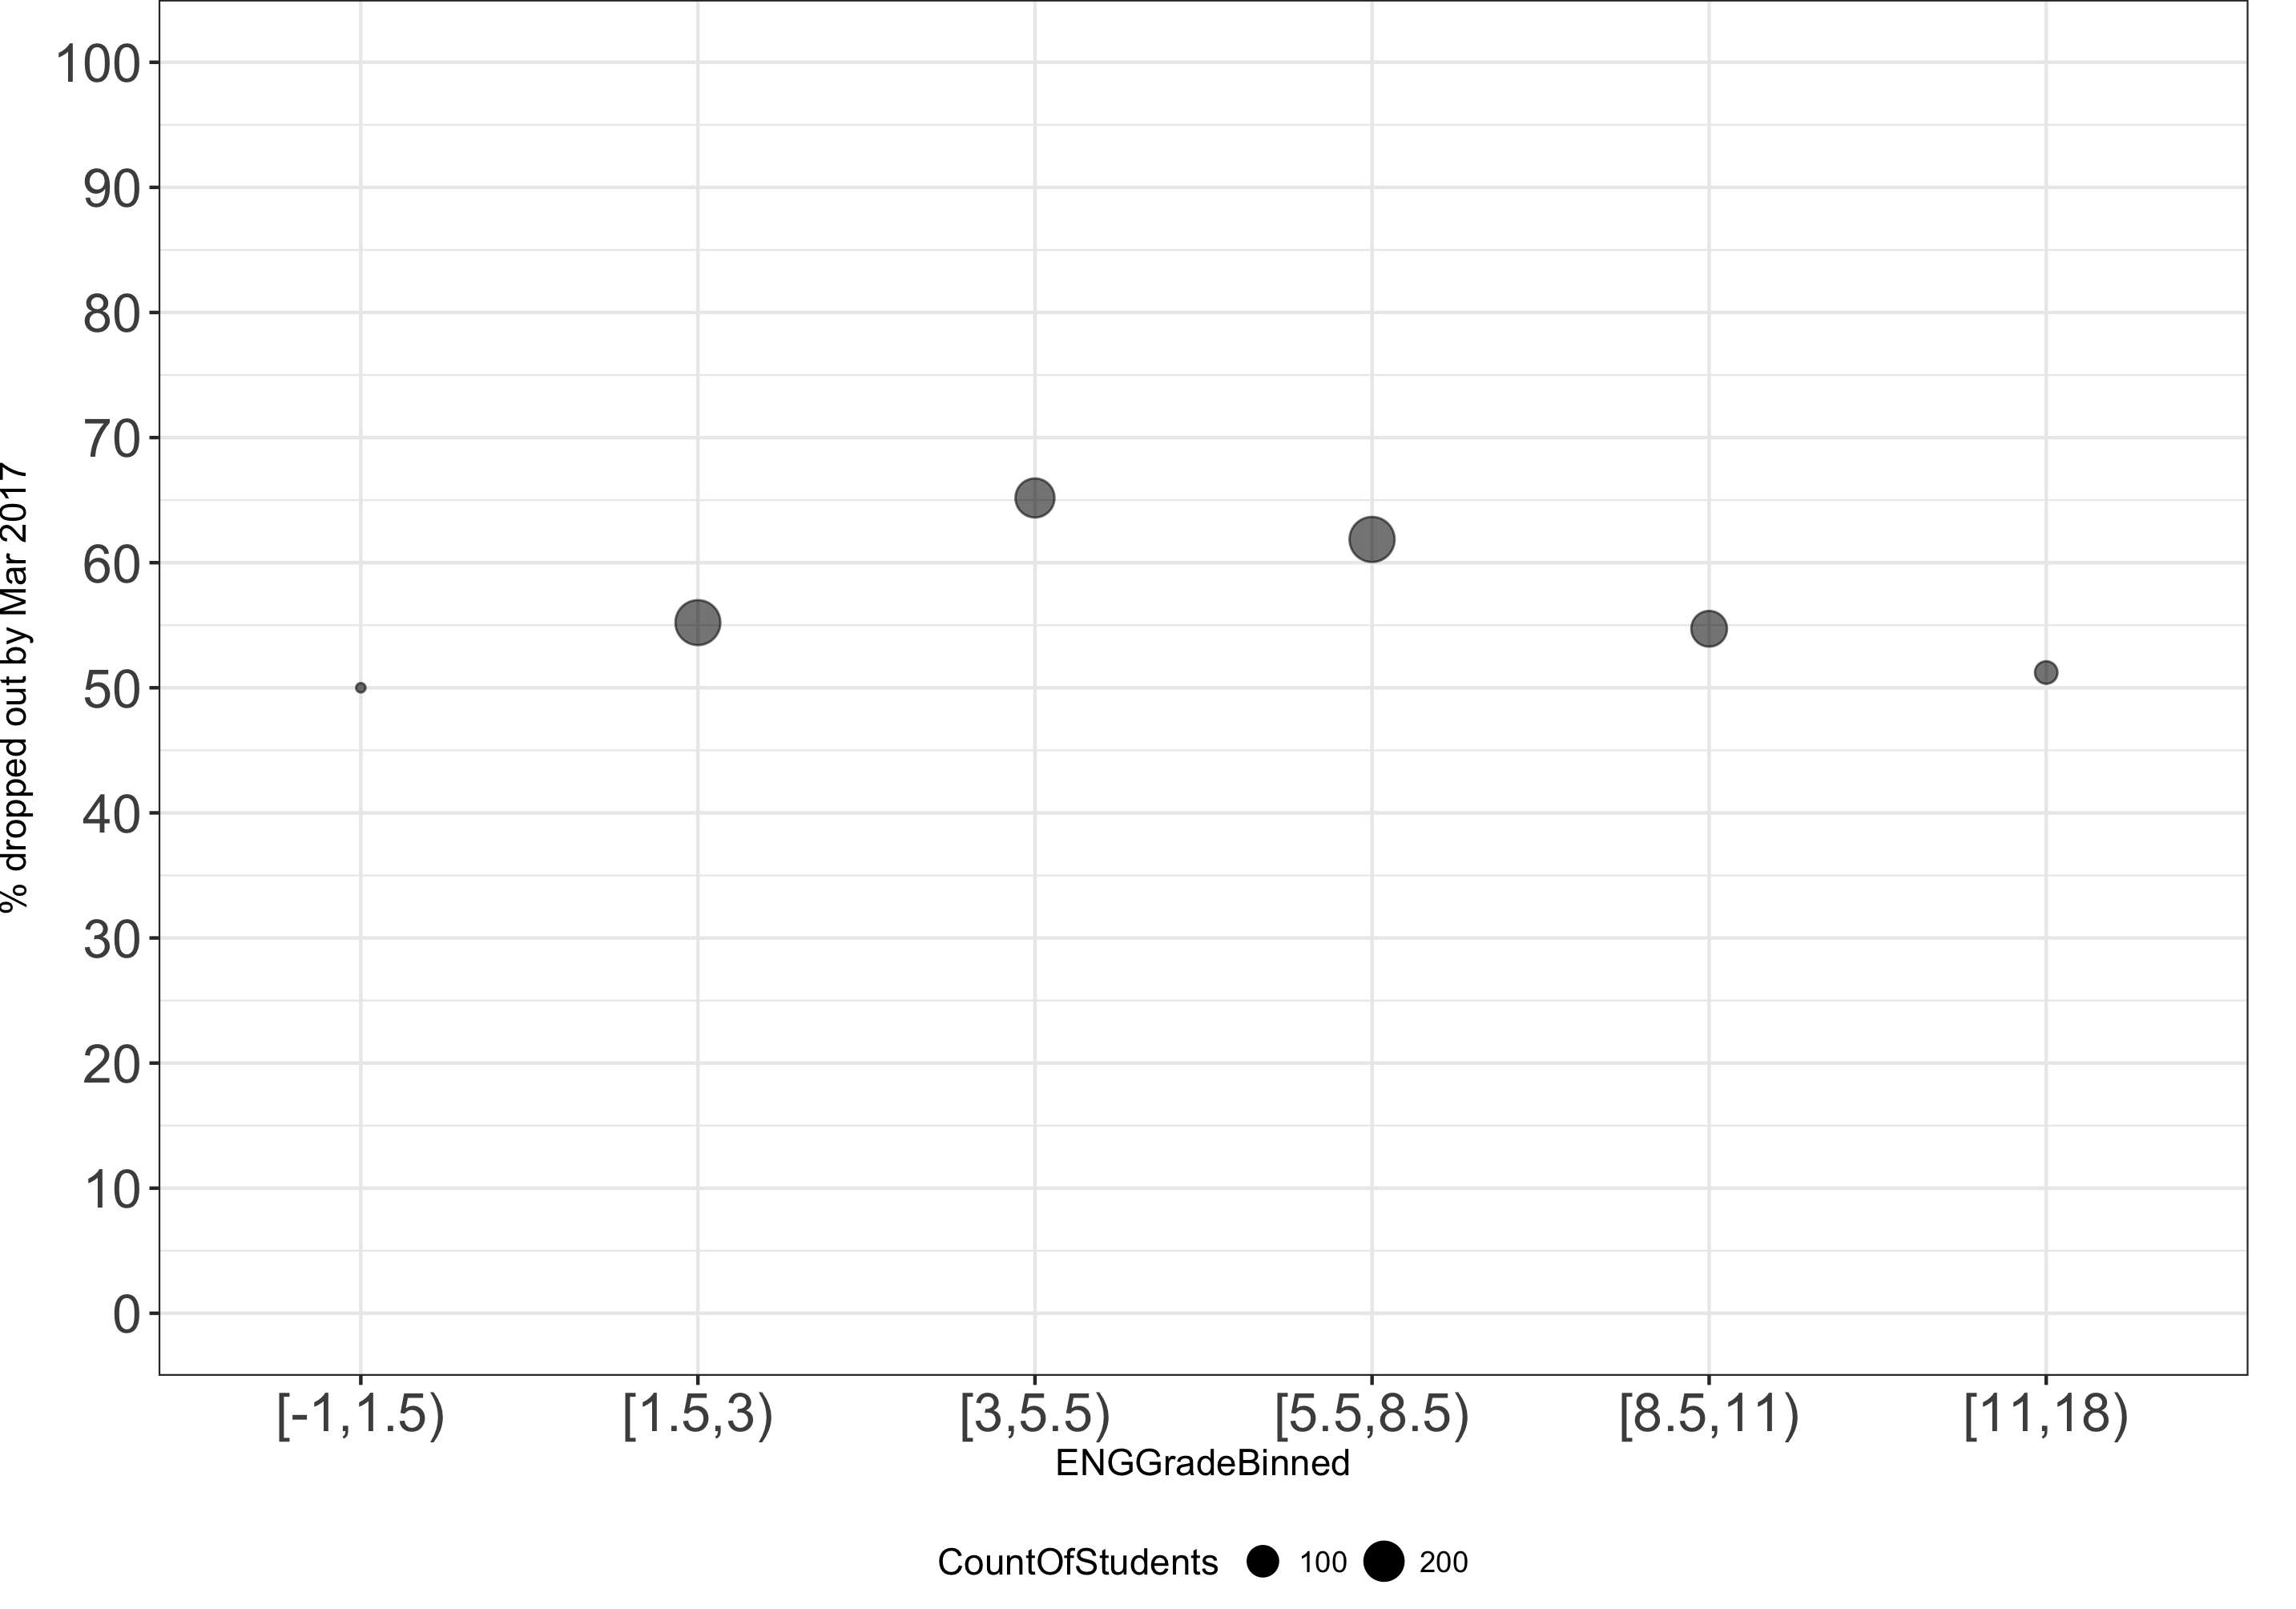 % dropped out by Mar 2017
100
90
80
70
60
50
40
30
20
10
0
[-1,1.5) [1.5,3) [3,5.5) [5.5,8.5) [8.5,11) [11,18)
ENGGradeBinned
CountOfStudents 100 200